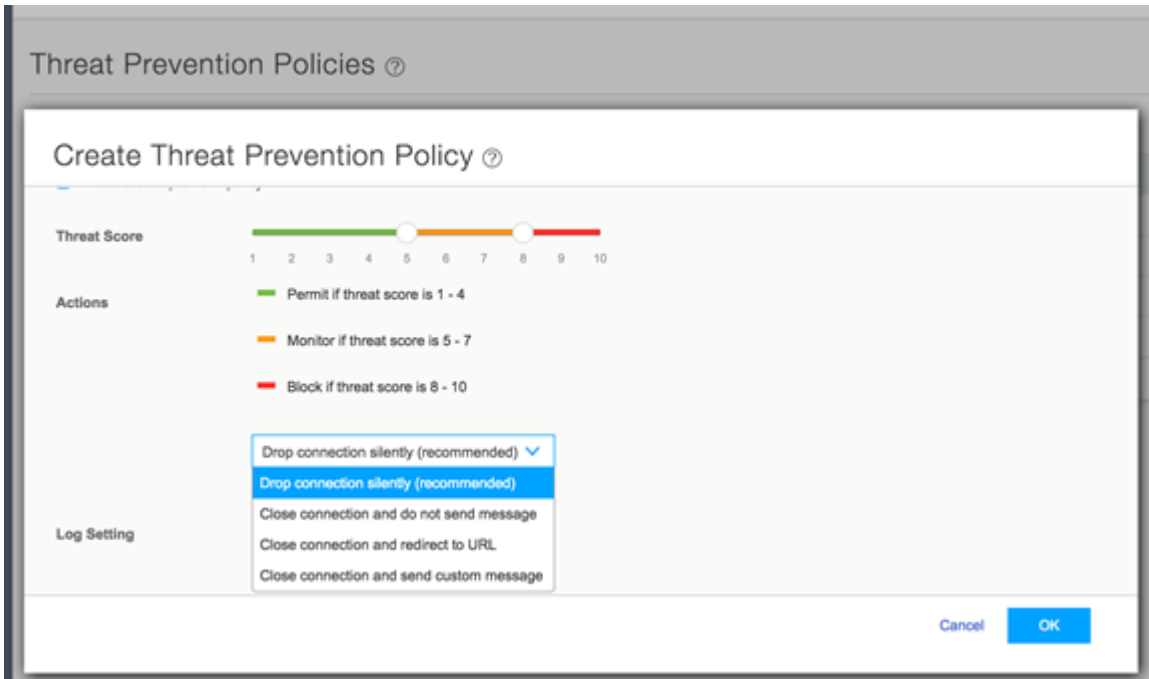 Threat Prevention Policies ?
Create Threat Prevention Policy ?
Threat Score
1 2 3 4 5 6 7 8 9 10
Actions
Permit if threat score is 1 - 4
Monitor if threat score is 5 - 7
Block if threat score is 8 - 10
Drop connection silently (recommended)
Drop connection silently (recommended)
Close connection and do not send message
Log Setting
Close connection and redirect to URL
Close connection and send custom message
Cancel
OK